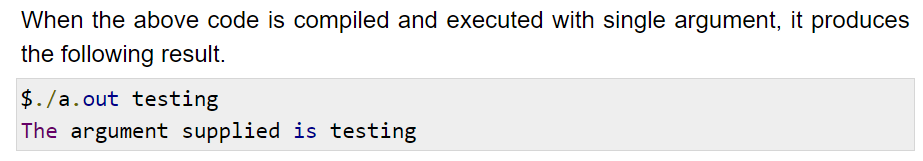 When the above code is compiled and executed with single argument, it produces
the following result.
$./a.out testing
The argument supplied is testing